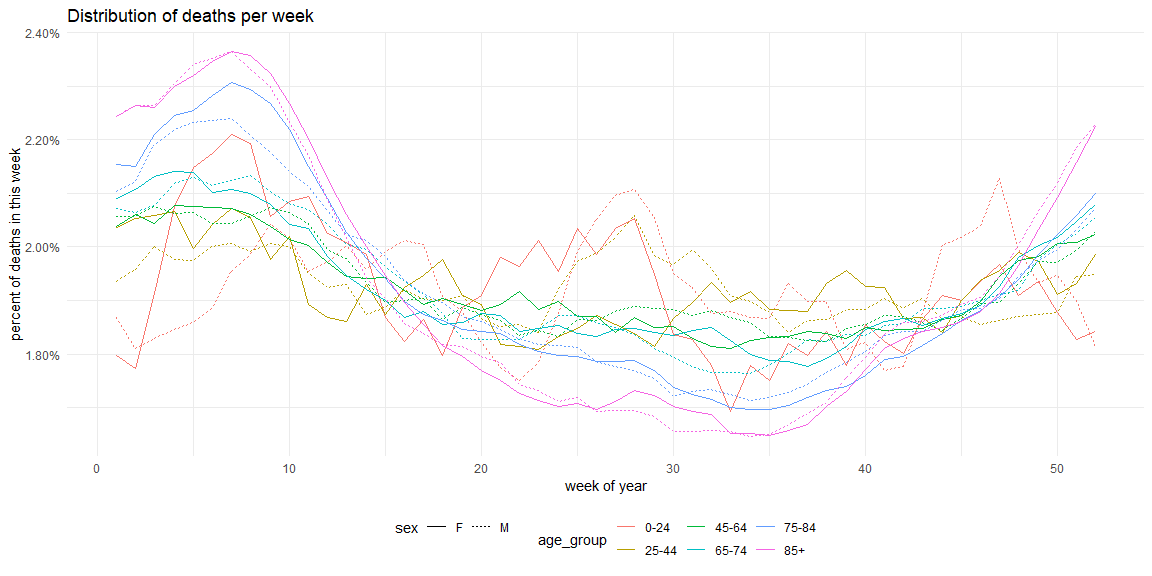 Distribution of deaths per week
percent of deaths in this week
2.40%
2.20%
2.00%
1.80%
0 10 20 30 40 50
week of year
sex F M
age_group
0-24 45-64 75-84
25-44 65-74 85+